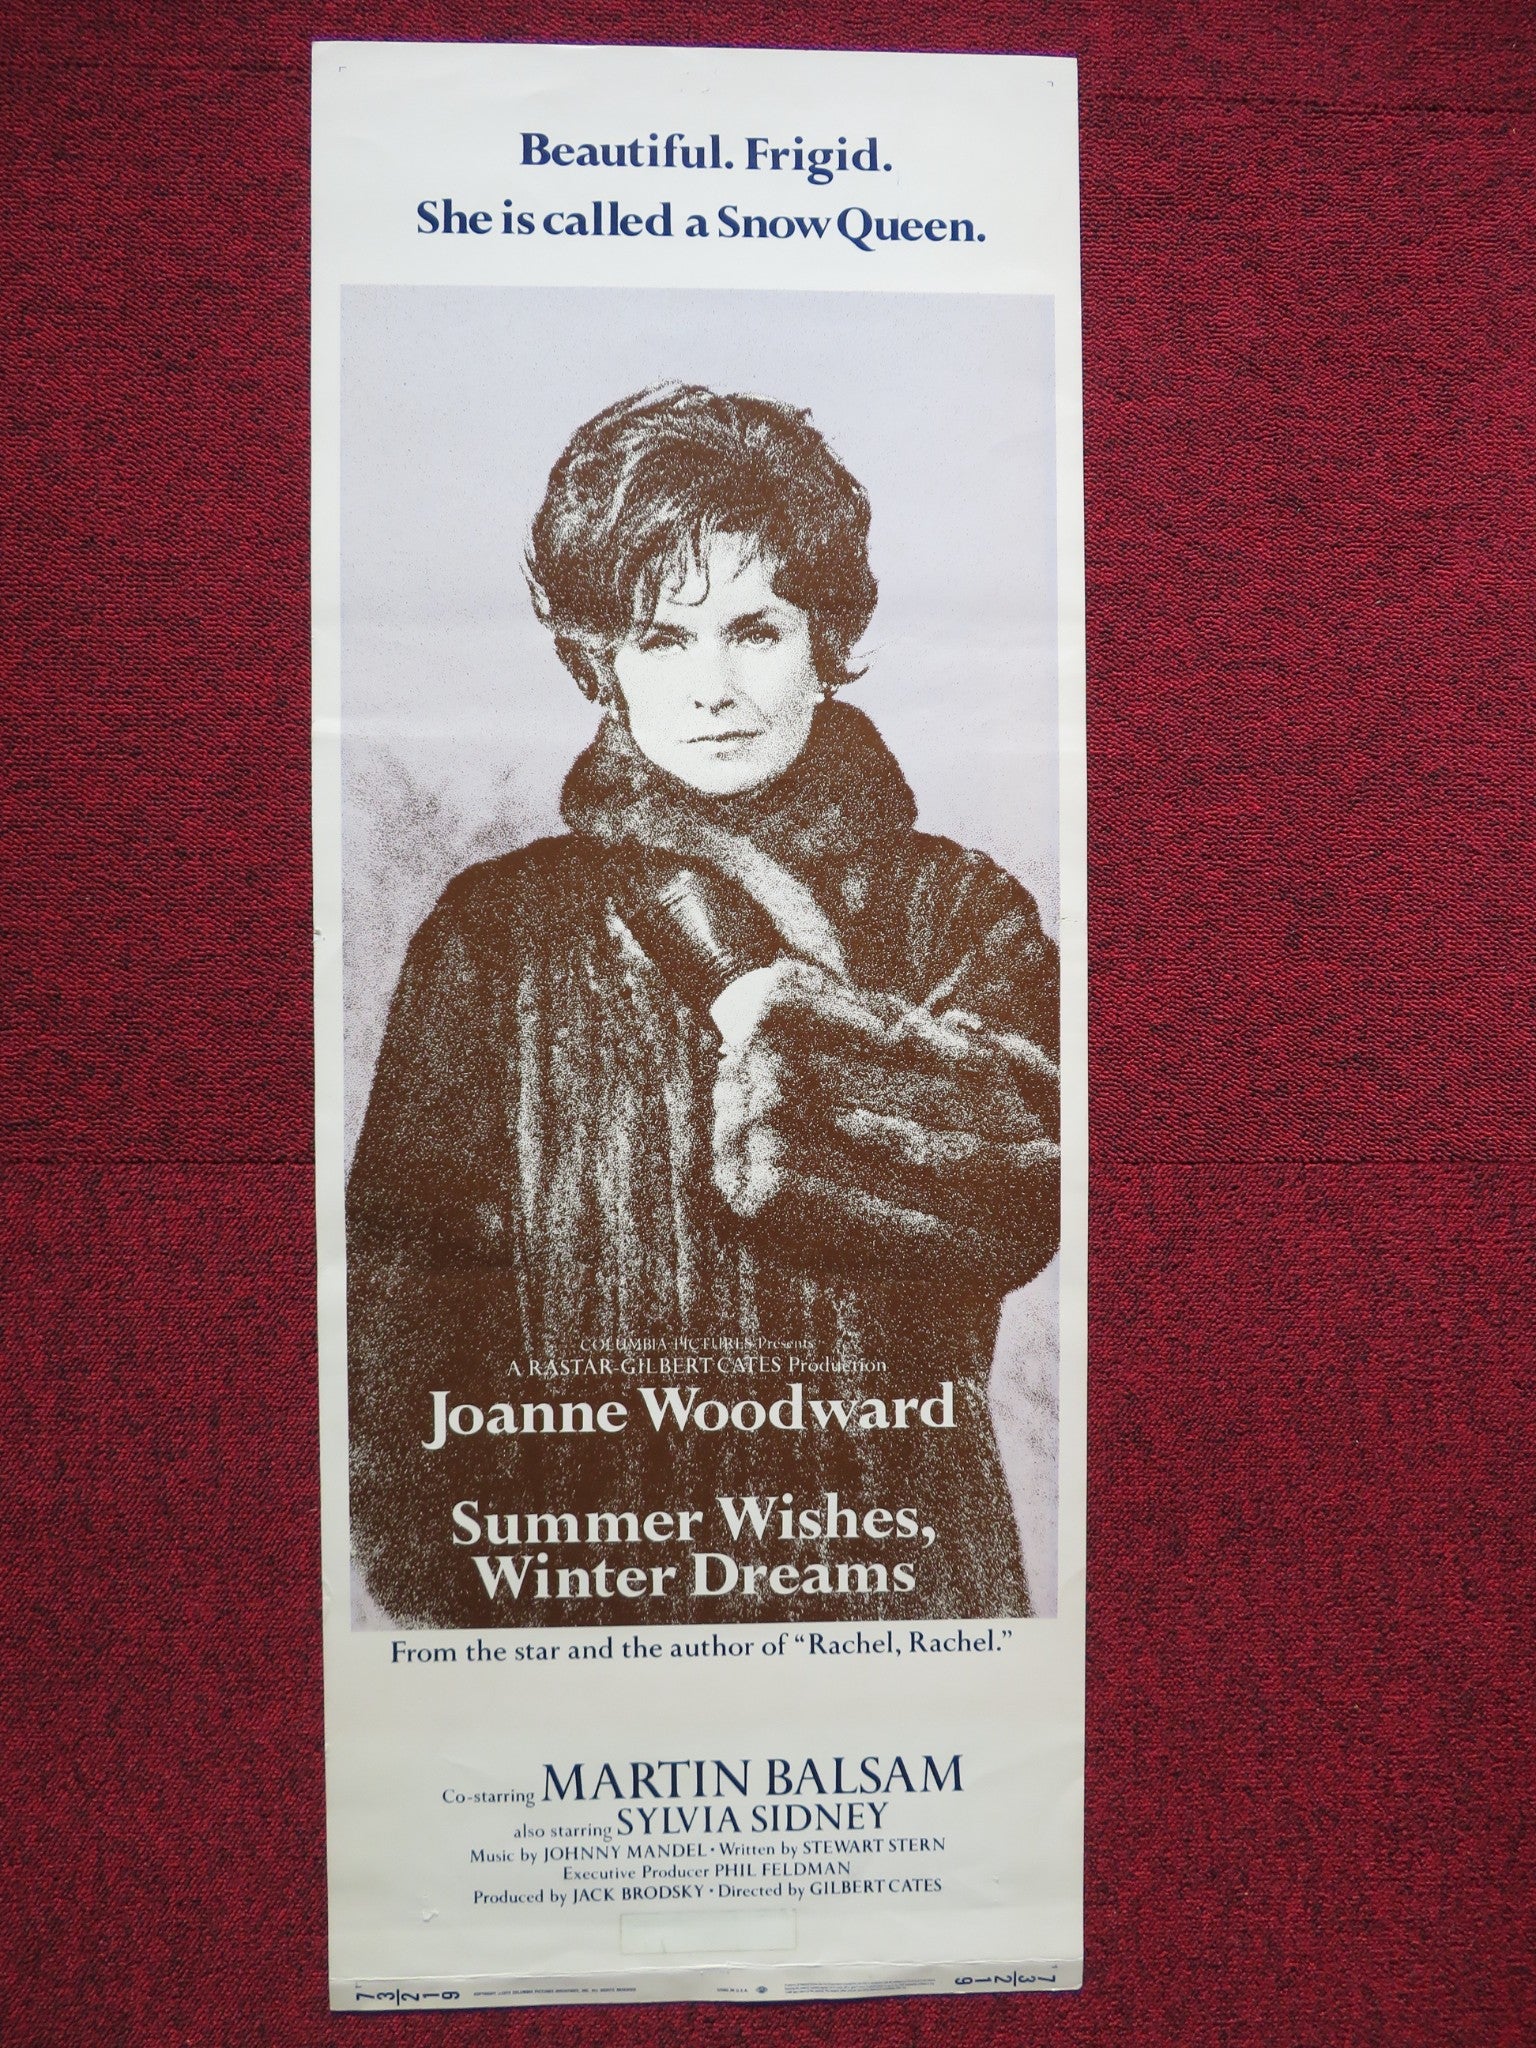 Beautiful. Frigid.
She is called a Snow Queen.
COLUMBIA PICTURES Presents
A RASTAR-GILBERT CATES Production
Joanne Woodward
Summer Wishes,
Winter Dreams
From the star and the author of “Rachel, Rachel.”
Co-starring MARTIN BALSAM
also starring SYLVIA SIDNEY
Music by JOHNNY MANDEL • Written by STEWART STERN
Executive Producer PHIL FELDMAN
Produced by JACK BRODSKY • Directed by GILBERT CATES
73/219
73/219